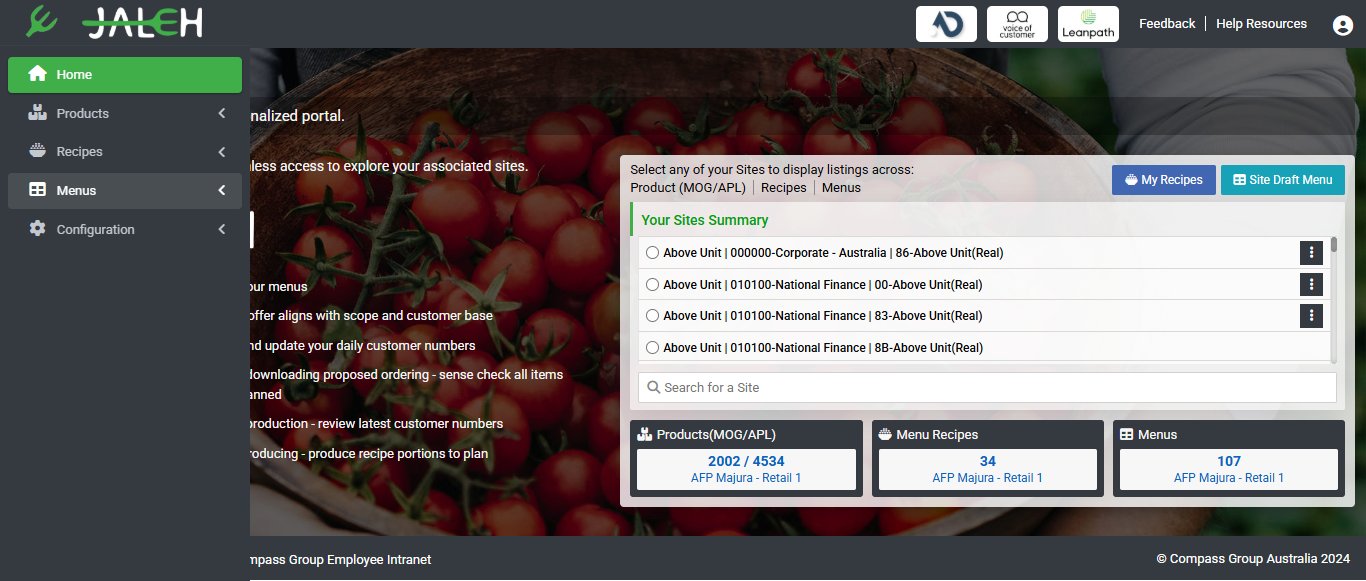 JALEH
voice of
customer
Leanpath
Feedback
Help Resources
Home
Products
Recipes
Menus
Configuration
nalized portal.
less access to explore your associated sites.
our menus
offer aligns with scope and customer base
nd update your daily customer numbers
downloading proposed ordering - sense check all items
anned
production - review latest customer numbers
roducing - produce recipe portions to plan
Select any of your Sites to display listings across:
Product (MOG/APL) | Recipes | Menus
My Recipes
Site Draft Menu
Your Sites Summary
Above Unit | 000000-Corporate - Australia | 86-Above Unit(Real)
Above Unit | 010100-National Finance | 00-Above Unit(Real)
Above Unit | 010100-National Finance | 83-Above Unit(Real)
Above Unit | 010100-National Finance | 8B-Above Unit(Real)
Search for a Site
Products(MOG/APL)
2002 / 4534
AFP Majura - Retail 1
Menu Recipes
34
AFP Majura - Retail 1
Menus
107
AFP Majura - Retail 1
mpass Group Employee Intranet
© Compass Group Australia 2024